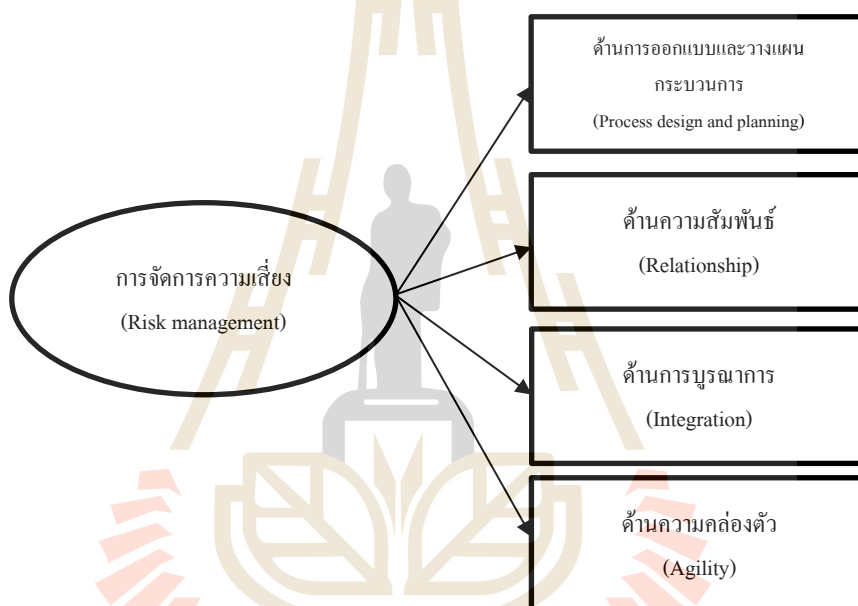 การจัดการความเสี่ยง
(Risk management)
ด้านการออกแบบและวางแผน
กระบวนการ
(Process design and planning)
ด้านความสัมพันธ์
(Relationship)
ด้านการบูรณาการ
(Integration)
ด้านความคล่องตัว
(Agility)